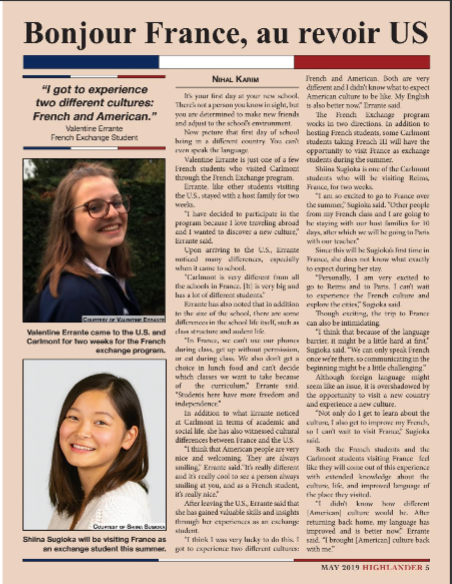 Bonjour France, au revoir US
"I got to experience
two different cultures:
French and American."
Valentine Errante
French Exchange Student
Courtesy of Valentine Errante
Valentine Errante came to the U.S. and
Carlmont for two weeks for the French
exchange program.
Courtesy of Shiina Sugioka
Shiina Sugioka will be visiting France as
an exchange student this summer.
Nihal Karim
It's your first day at your new school.
There's not a person you know in sight, but
you are determined to make new friends
and adjust to the school's environment.
Now picture that first day of school
being in a different country. You can't
even speak the language.
Valentine Errante is just one of a few
French students who visited Carlmont
through the French Exchange program.
Errante, like other students visiting
the U.S., stayed with a host family for two
weeks.
"I have decided to participate in the
program because I love traveling abroad
and I wanted to discover a new culture,"
Errante said.
Upon arriving to the U.S., Errante
noticed many differences, especially
when it came to school.
"Carlmont is very different from all
the schools in France. [It] is very big and
has a lot of different students."
Errante has also noted that in addition
to the size of the school, there are some
differences in the school life itself, such as
class structure and student life.
"In France, we can't use our phones
during class, get up without permission,
or eat during class. We also don't get a
choice in lunch food and can't decide
which classes we want to take because
of the curriculum," Errante said.
"Students here have more freedom and
independence."
In addition to what Errante noticed
at Carlmont in terms of academic and
social life, she has also witnessed cultural
differences between France and the U.S.
"I think that American people are very
nice and welcoming. They are always
smiling," Errante said. "It's really different
and it's really cool to see a person always
smiling at you, and as a French student,
it's really nice."
After leaving the U.S., Errante said that
she has gained valuable skills and insights
through her experiences as an exchange
student.
"I think I was very lucky to do this. I
got to experience two different cultures:
French and American. Both are very
different and I didn't know what to expect
American culture to be like. My English
is also better now," Errante said.
The French Exchange program
works in two directions. In addition to
hosting French students, some Carlmont
students taking French III will have the
opportunity to visit France as exchange
students during the summer.
Shiina Sugioka is one of the Carlmont
students who will be visiting Reims,
France, for two weeks.
"I am so excited to go to France over
the summer," Sugioka said. "Other people
from my French class and I are going to
be staying with our host families for 10
days, after which we will be going to Paris
with our teacher."
Since this will be Sugioka's first time in
France, she does not know what exactly
to expect during her stay.
"Personally, I am very excited to
go to Reims and to Paris. I can't wait
to experience the French culture and
explore the cities," Sugioka said.
Though exciting, the trip to France
can also be intimidating.
"I think that because of the language
barrier, it might be a little hard at first,"
Sugioka said. "We can only speak French
once we're there, so communicating in the
beginning might be a little challenging."
Although foreign language might
seem like an issue, it is overshadowed by
the opportunity to visit a new country
and experience a new culture.
"Not only do I get to learn about the
culture, I also get to improve my French,
so I can't wait to visit France," Sugioka
said.
Both the French students and the
Carlmont students visiting France feel
like they will come out of this experience
with extended knowledge about the
culture, life, and improved language of
the place they visited.
"I didn't know how different
[American] culture would be. After
returning back home, my language has
improved and is better now," Errante
said. "I brought [American] culture back
with me."
MAY 2019 HIGHLANDER 5